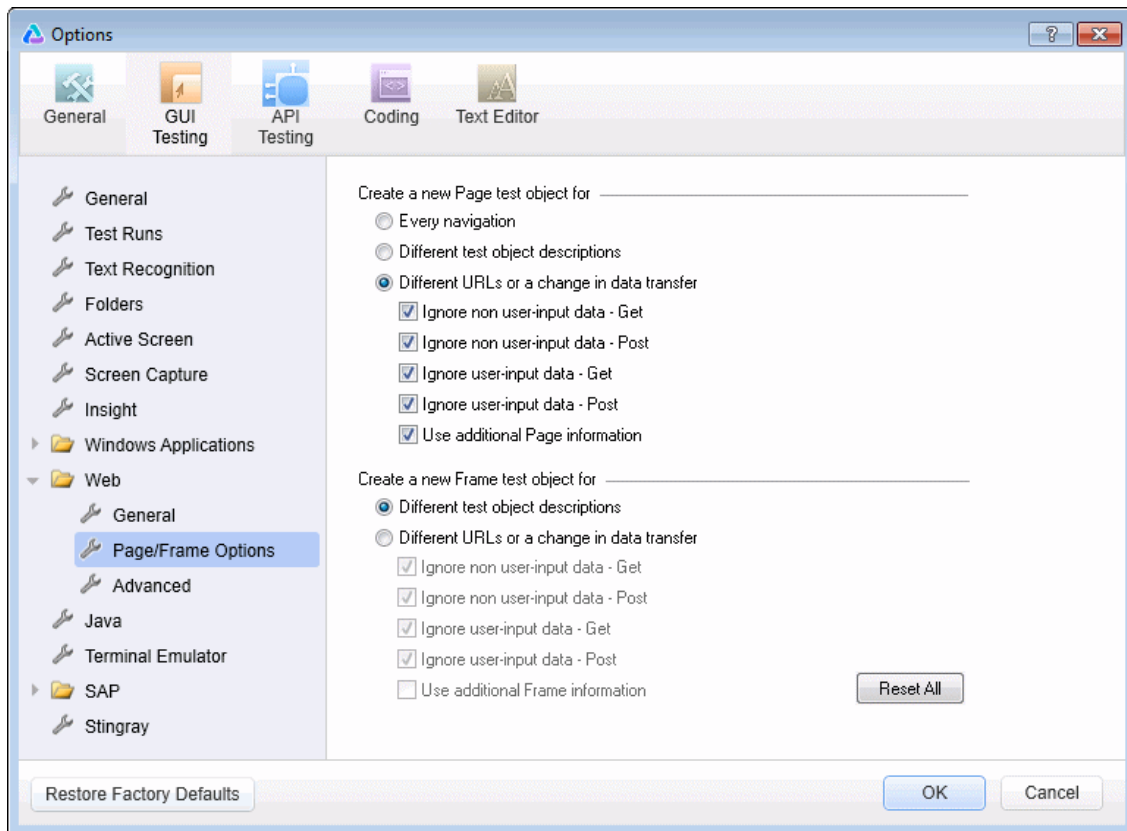 Options
General
GUI
Testing
API
Testing
Coding
Text Editor
General
Test Runs
Text Recognition
Folders
Active Screen
Screen Capture
Insight
Windows Applications
Web
General
Page/Frame Options
Advanced
Java
Terminal Emulator
SAP
Stingray
Create a new Page test object for
Every navigation
Different test object descriptions
Different URLs or a change in data transfer
Ignore non user-input data - Get
Ignore non user-input data - Post
Ignore user-input data - Get
Ignore user-input data - Post
Use additional Page information
Create a new Frame test object for
Different test object descriptions
Different URLs or a change in data transfer
Ignore non user-input data - Get
Ignore non user-input data - Post
Ignore user-input data - Get
Ignore user-input data - Post
Use additional Frame information
Reset All
Restore Factory Defaults
OK
Cancel